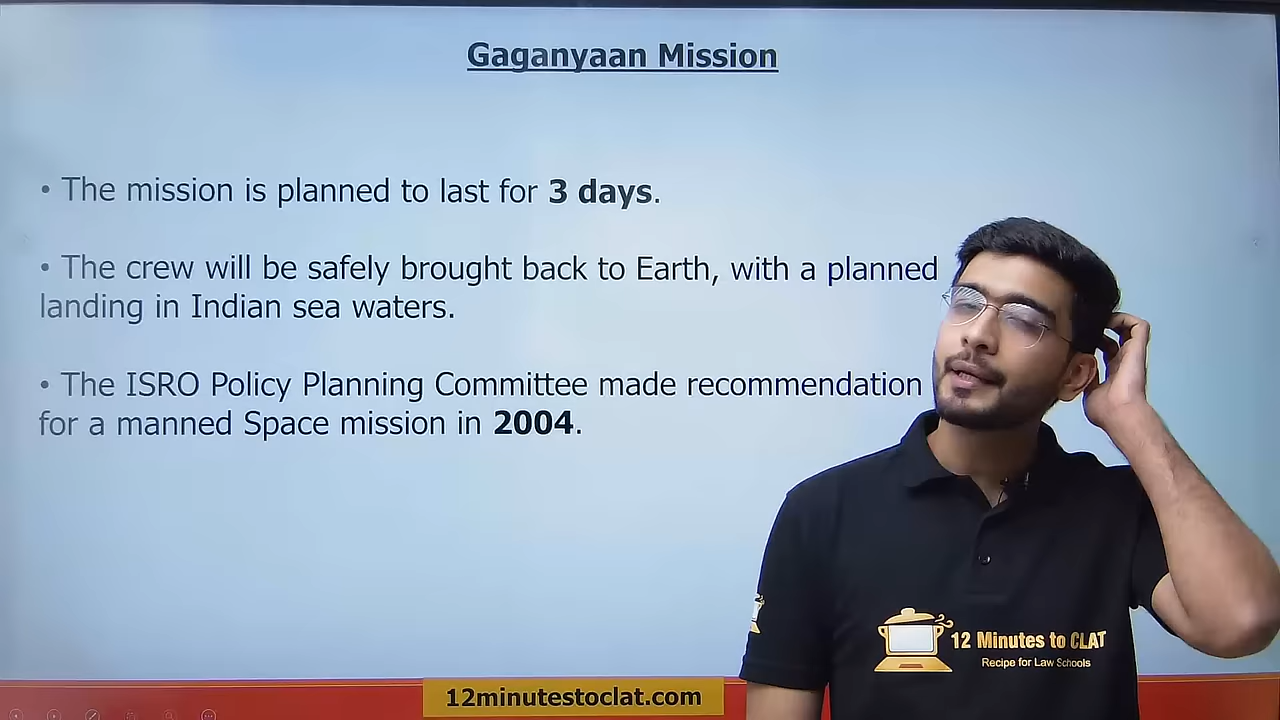 Gaganyaan Mission
• The mission is planned to last for 3 days.
• The crew will be safely brought back to Earth, with a planned
landing in Indian sea waters.
• The ISRO Policy Planning Committee made recommendation
for a manned Space mission in 2004.
12 Minutes to CLAT
Recipe for Law Schools
12minutestoclat.com